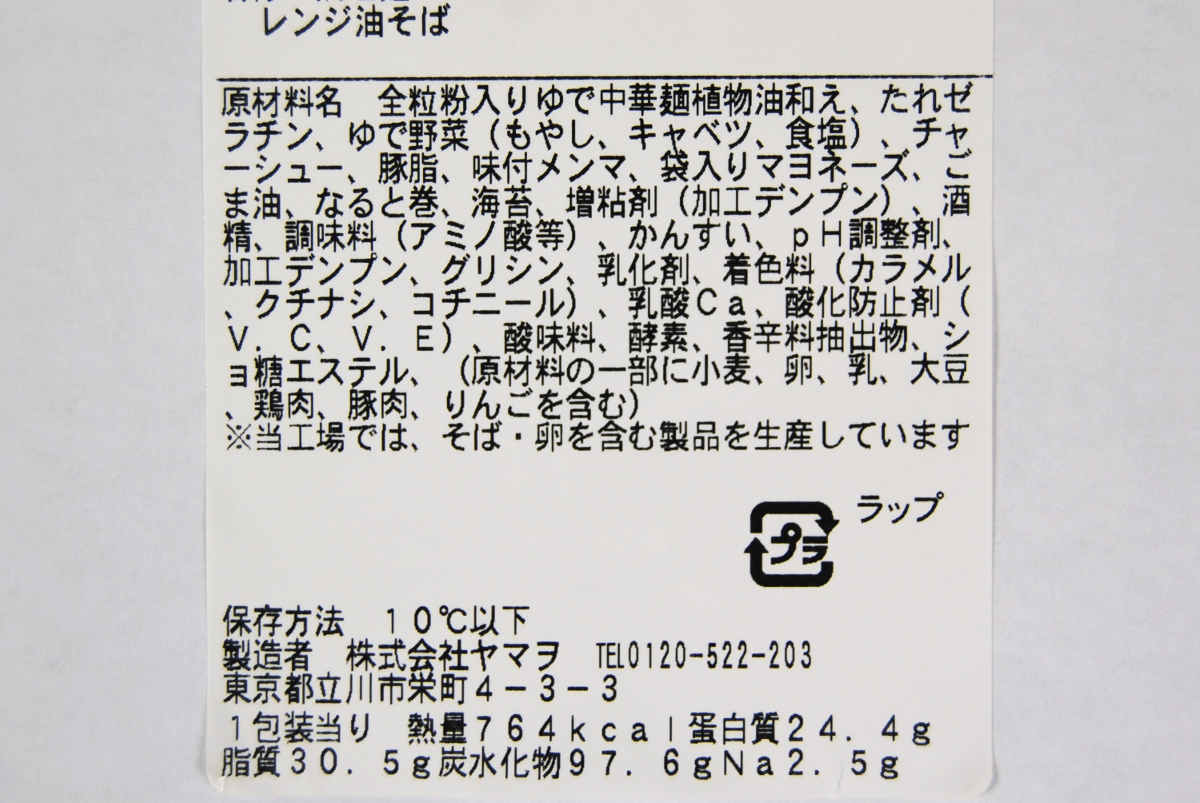 レンジ油そば
原材料名　全粒粉入りゆで中華麺植物油和え、たれゼ
ラチン、ゆで野菜（もやし、キャベツ、食塩）、チャ
ーシュー、豚脂、味付メンマ、袋入りマヨネーズ、ご
ま油、なると巻、海苔、増粘剤（加工デンプン）、酒
精、調味料（アミノ酸等）、かんすい、ｐＨ調整剤、
加工デンプン、グリシン、乳化剤、着色料（カラメル
、クチナシ、コチニール）、乳酸Ｃａ、酸化防止剤（
Ｖ．Ｃ、Ｖ．Ｅ）、酸味料、酵素、香辛料抽出物、シ
ョ糖エステル、（原材料の一部に小麦、卵、乳、大豆
、鶏肉、豚肉、りんごを含む）
※当工場では、そば・卵を含む製品を生産しています
ラップ
プラ
保存方法　１０℃以下
製造者　株式会社ヤマヲ　TEL0120-522-203
東京都立川市栄町４－３－３
１包装当り　熱量７６４ｋｃａｌ蛋白質２４．４ｇ
脂質３０．５ｇ炭水化物９７．６ｇＮａ２．５ｇ